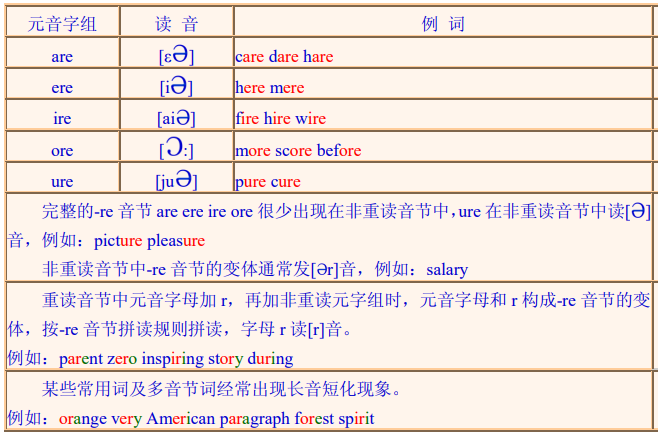 元音字组 读 音 例 词
are [εə] care dare hare
ere [iə] here mere
ire [aiə] fire hire wire
ore [ɔ:] more score before
ure [juə] pure cure
完整的-re 音节 are ere ire ore 很少出现在非重读音节中，ure 在非重读音节中读[ə]
音，例如：picture pleasure
非重读音节中-re 音节的变体通常发[ər]音，例如：salary
重读音节中元音字母加 r，再加非重读元字组时，元音字母和 r 构成-re 音节的变
体，按-re 音节拼读规则拼读，字母 r 读[r]音。
例如：parent zero inspiring story during
某些常用词及多音节词经常出现长音短化现象。
例如：orange very American paragraph forest spirit